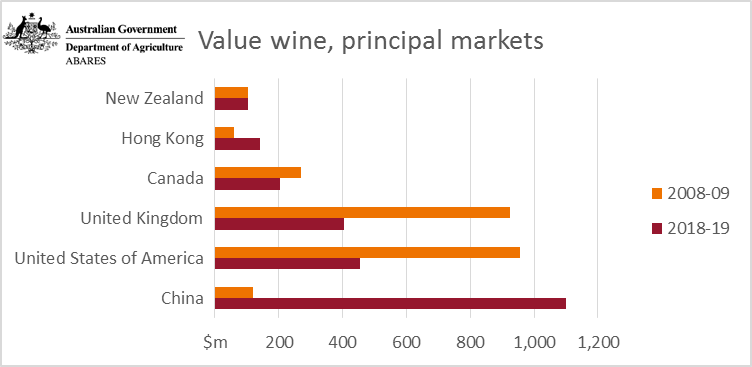 Australian Government
Department of Agriculture
ABARES
Value wine, principal markets
New Zealand
Hong Kong
Canada
United Kingdom
United States of America
China
$m 200 400 600 800 1,000 1,200
2008-09
2018-19